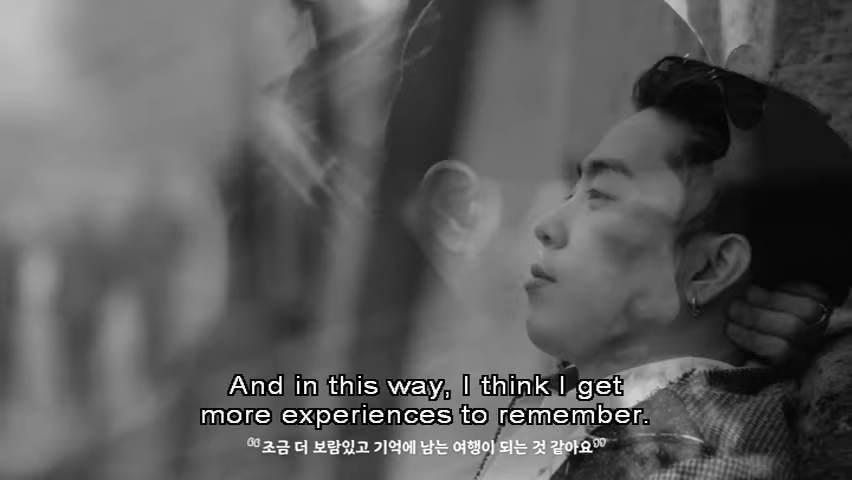 And in this way, I think I get
more experiences to remember.
“조금 더 보람있고 기억에 남는 여행이 되는 것 같아요”